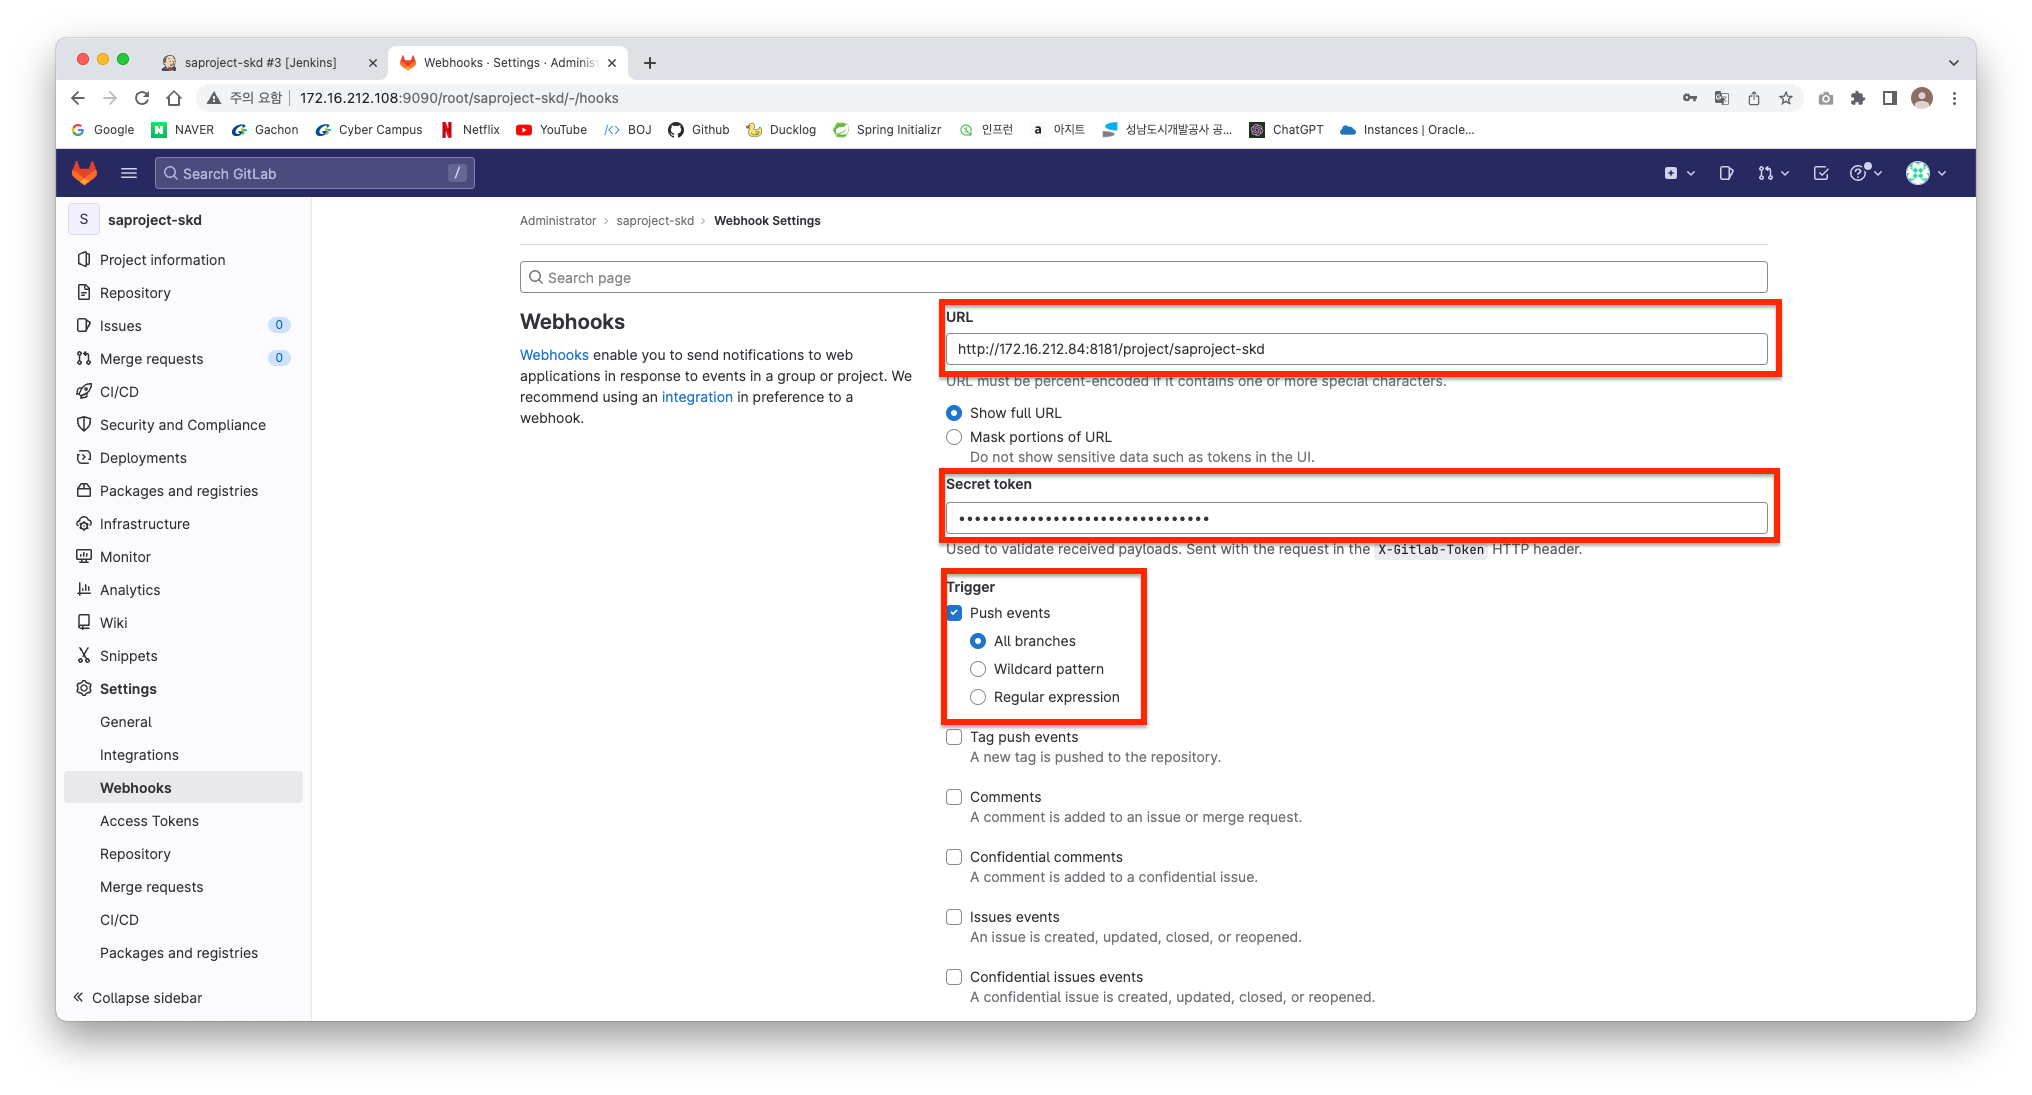 saproject-skd #3 [Jenkins]
Webhooks · Settings · Adminis
주의 요함
172.16.212.108:9090/root/saproject-skd/-/hooks
Google NAVER Gachon Cyber Campus Netflix YouTube BOJ Github Ducklog Spring Initializr 인프런 아지트 성남도시개발공사 공... ChatGPT Instances | Oracle...
Search GitLab /
S saproject-skd
Project information
Repository
Issues 0
Merge requests 0
CI/CD
Security and Compliance
Deployments
Packages and registries
Infrastructure
Monitor
Analytics
Wiki
Snippets
Settings
General
Integrations
Webhooks
Access Tokens
Repository
Merge requests
CI/CD
Packages and registries
Collapse sidebar
Administrator › saproject-skd › Webhook Settings
Search page
Webhooks
Webhooks enable you to send notifications to web
applications in response to events in a group or project. We
recommend using an integration in preference to a
webhook.
URL
http://172.16.212.84:8181/project/saproject-skd
URL must be percent-encoded if it contains one or more special characters.
Show full URL
Mask portions of URL
Do not show sensitive data such as tokens in the UI.
Secret token
Used to validate received payloads. Sent with the request in the X-Gitlab-Token HTTP header.
Trigger
Push events
All branches
Wildcard pattern
Regular expression
Tag push events
A new tag is pushed to the repository.
Comments
A comment is added to an issue or merge request.
Confidential comments
A comment is added to a confidential issue.
Issues events
An issue is created, updated, closed, or reopened.
Confidential issues events
A confidential issue is created, updated, closed, or reopened.